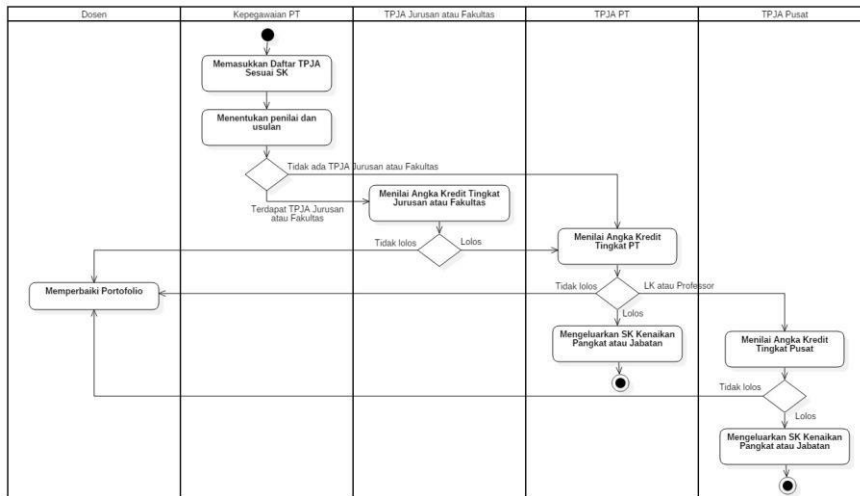 Dosen
Kepegawaian PT
TPJA Jurusan atau Fakultas
TPJA PT
TPJA Pusat
Memasukkan Daftar TPJA
Sesuai SK
Menentukan penilai dan
usulan
Tidak ada TPJA Jurusan atau Fakultas
Terdapat TPJA Jurusan
atau Fakultas
Menilai Angka Kredit Tingkat
Jurusan atau Fakultas
Tidak lolos
Lolos
Menilai Angka Kredit
Tingkat PT
Memperbaiki Portofolio
Tidak lolos
LK atau Professor
Lolos
Mengeluarkan SK Kenaikan
Pangkat atau Jabatan
Menilai Angka Kredit
Tingkat Pusat
Tidak lolos
Lolos
Mengeluarkan SK Kenaikan
Pangkat atau Jabatan